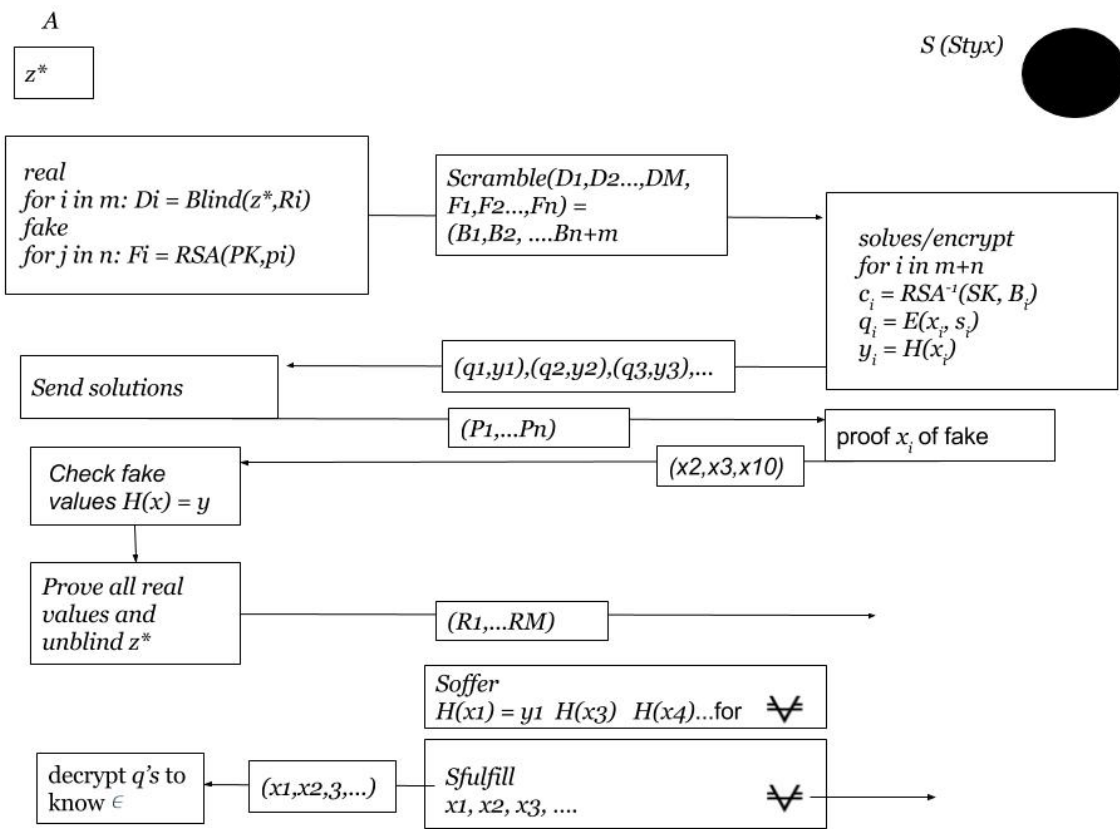 A
S (Styx)
z*
real
for i in m: Di = Blind(z*,Ri)
fake
for j in n: Fi = RSA(PK,pi)
Scramble(D1,D2...,DM,
F1,F2...,Fn) =
(B1,B2, ....Bn+m
solves/encrypt
for i in m+n
cᵢ = RSA⁻¹(SK, Bᵢ)
qᵢ = E(xᵢ, sᵢ)
yᵢ = H(xᵢ)
(q1,y1),(q2,y2),(q3,y3),...
Send solutions
(P1,...Pn)
proof xᵢ of fake
(x2,x3,x10)
Check fake
values H(x) = y
Prove all real
values and
unblind z*
(R1,...RM)
Soffer
H(x1) = y1 H(x3) H(x4)...for
decrypt q's to
know ϵ
(x1,x2,3,...)
Sfulfill
x1, x2, x3, ....